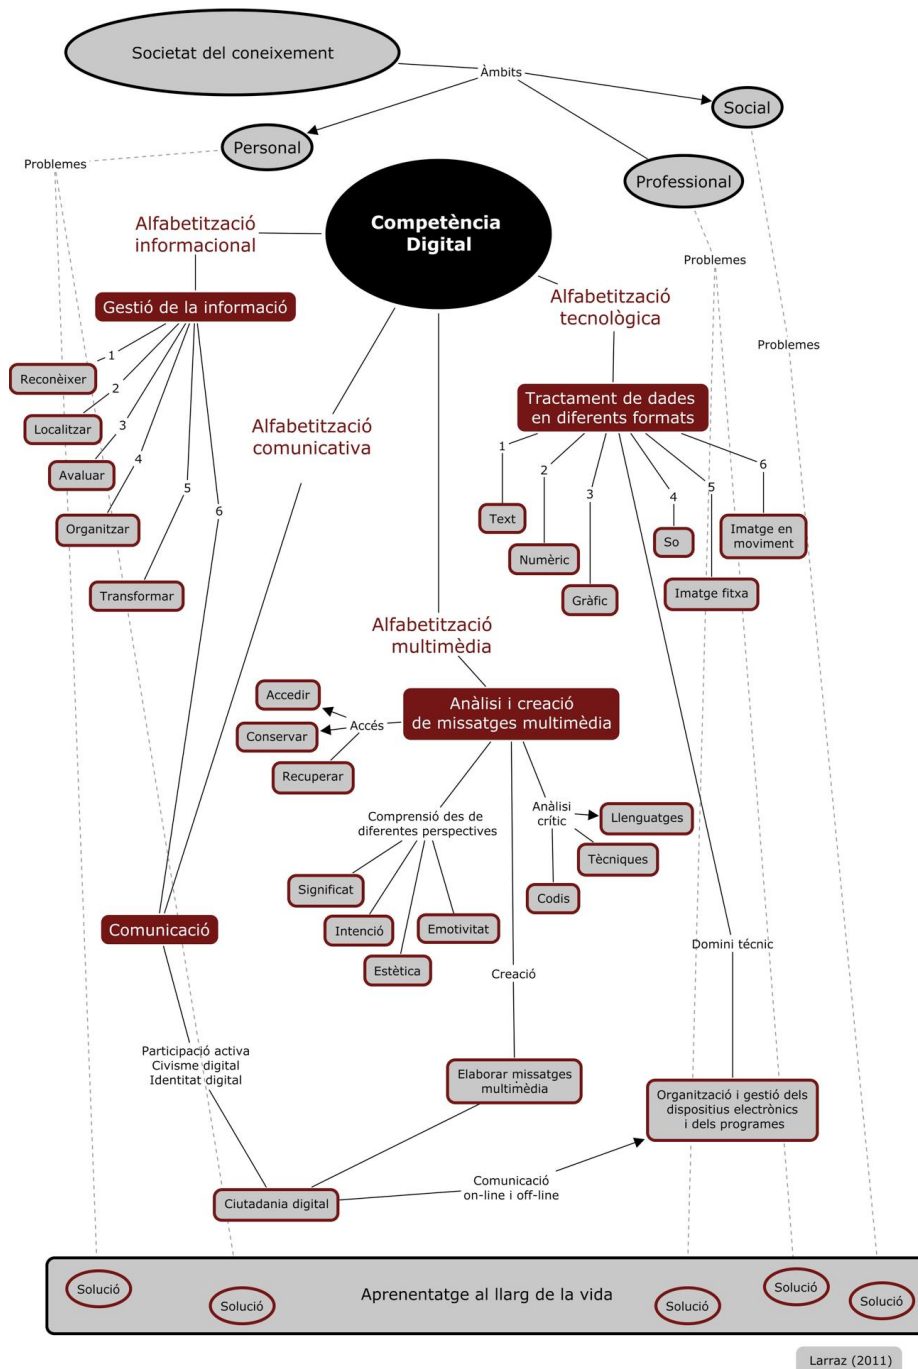 Societat del coneixement
Àmbits
Social
Personal
Problemes
Professional
Competència
Digital
Alfabetització
informacional
Problemes
Alfabetització
tecnològica
Gestió de la informació
Problemes
1
Reconèixer
2
Localitzar
3
Avaluar
4
Organitzar
5
Transformar
6
Alfabetització
comunicativa
Tractament de dades
en diferents formats
1
Text
2
Numèric
3
Gràfic
4
So
5
Imatge fitxa
6
Imatge en
moviment
Alfabetització
multimèdia
Anàlisi i creació
de missatges multimèdia
Accés
Accedir
Conservar
Recuperar
Comprensió des de
diferentes perspectives
Significat
Intenció
Estètica
Emotivitat
Anàlisi
crític
Llenguatges
Tècniques
Codis
Comunicació
Creació
Domini técnic
Participació activa
Civisme digital
Identitat digital
Elaborar missatges
multimèdia
Organització i gestió dels
dispositius electrònics
i dels programes
Ciutadania digital
Comunicació
on-line i off-line
Solució
Solució
Aprenentatge al llarg de la vida
Solució
Solució
Solució
Larraz (2011)